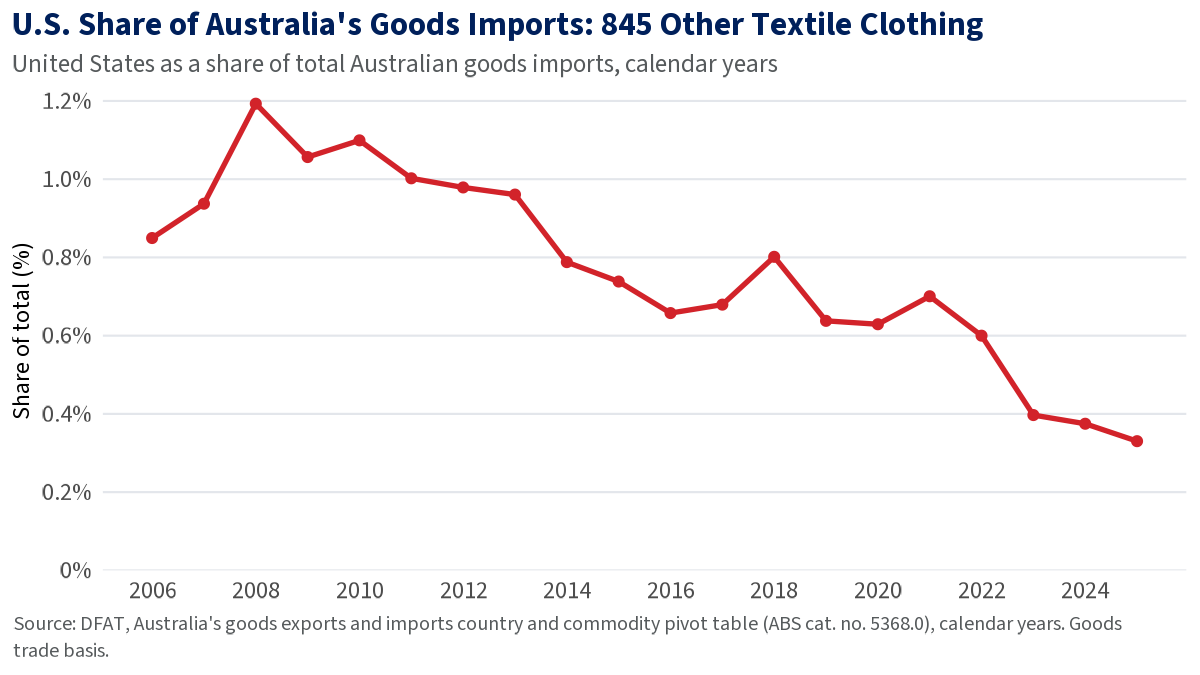 U.S. Share of Australia's Goods Imports: 845 Other Textile Clothing
United States as a share of total Australian goods imports, calendar years
Share of total (%)
1.2%
1.0%
0.8%
0.6%
0.4%
0.2%
0%
2006 2008 2010 2012 2014 2016 2018 2020 2022 2024
Source: DFAT, Australia's goods exports and imports country and commodity pivot table (ABS cat. no. 5368.0), calendar years. Goods
trade basis.